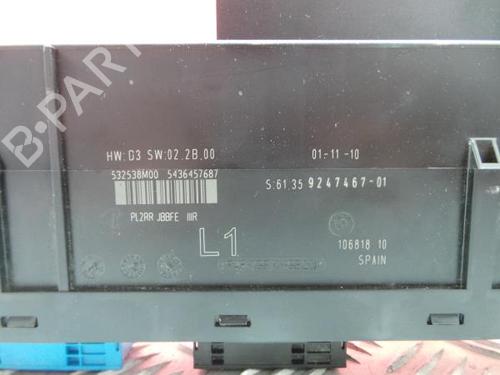 B-PARTS
HW:D3 SW:02.2B.00
01-11-10
532538M00 5436457687
S:61.35 9247467-01
PL2RR JBBFE IIIR
L1
106818 10
SPAIN